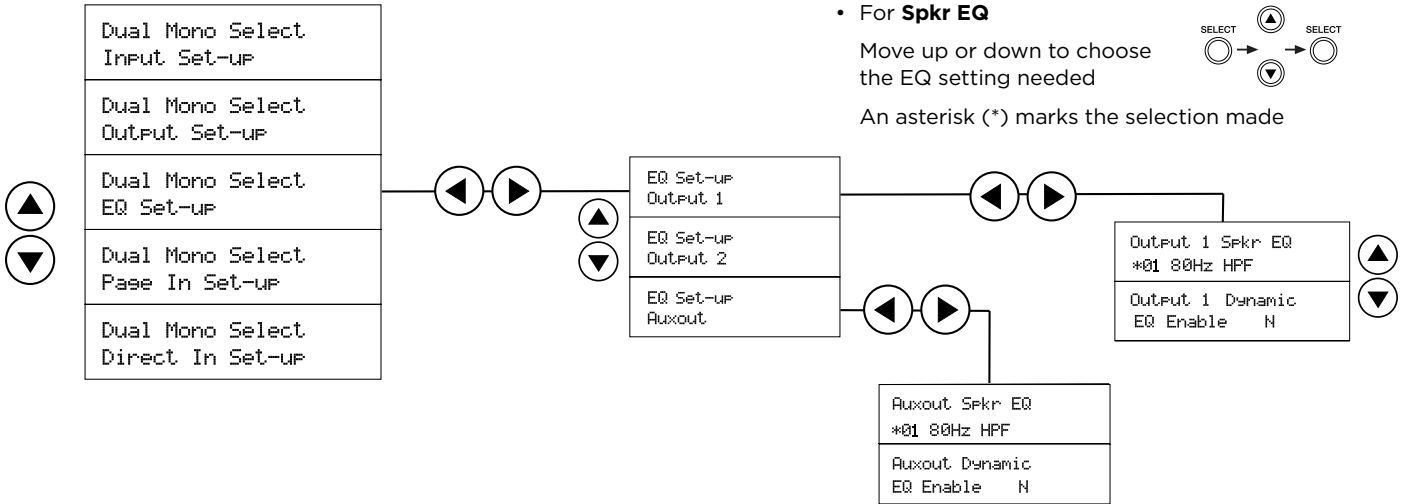 Dual Mono Select
Input Set-up
Dual Mono Select
Output Set-up
Dual Mono Select
EQ Set-up
Dual Mono Select
Page In Set-up
Dual Mono Select
Direct In Set-up
• For Spkr EQ
Move up or down to choose
the EQ setting needed
An asterisk (*) marks the selection made
SELECT
SELECT
EQ Set-up
Output 1
EQ Set-up
Output 2
EQ Set-up
Auxout
Output 1 Spkr EQ
*01 80Hz HPF
Output 1 Dynamic
EQ Enable N
Auxout Spkr EQ
*01 80Hz HPF
Auxout Dynamic
EQ Enable N